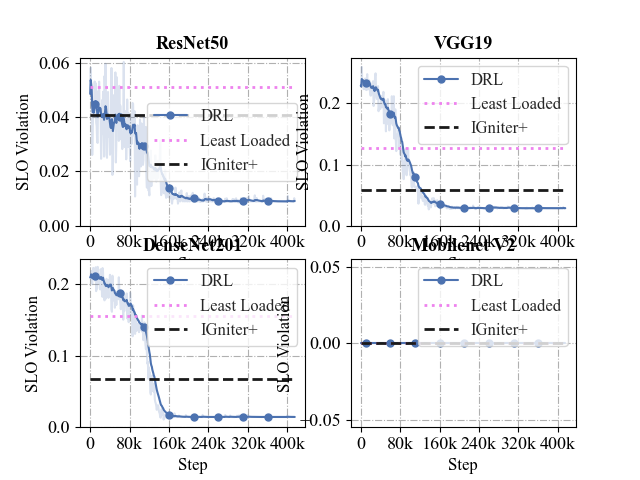 ResNet50
SLO Violation
0.06
0.04
0.02
0.00
DRL
Least Loaded
IGniter+
0 80k 160k 240k 320k 400k
VGG19
SLO Violation
0.2
0.1
0.0
DRL
Least Loaded
IGniter+
0 80k 160k 240k 320k 400k
DenseNet201
SLO Violation
0.2
0.1
0.0
DRL
Least Loaded
IGniter+
0 80k 160k 240k 320k 400k
Step
Mobilenet V2
SLO Violation
0.05
0.00
−0.05
DRL
Least Loaded
IGniter+
0 80k 160k 240k 320k 400k
Step